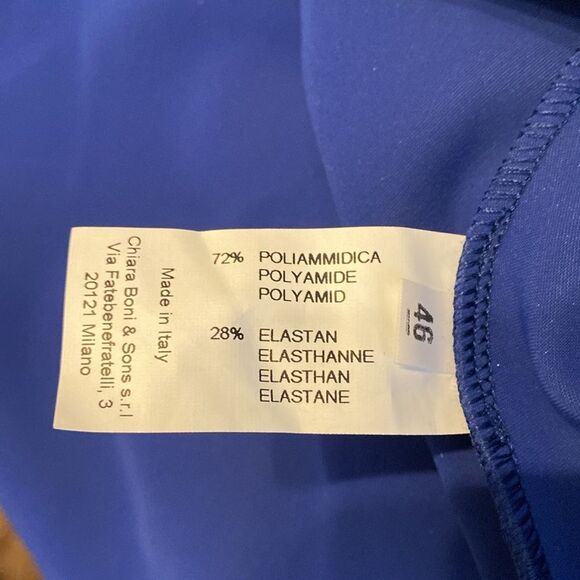 72% POLIAMMIDICA
POLYAMIDE
POLYAMID
28% ELASTAN
ELASTHANNE
ELASTHAN
ELASTANE
46
Made in Italy
Chiara Boni & Sons s.r.l
Via Fatebenefratelli, 3
20121 Milano